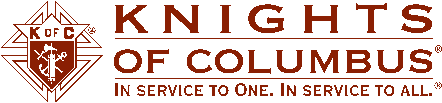 K OF C ®
KNIGHTS
OF COLUMBUS®
IN SERVICE TO ONE. IN SERVICE TO ALL.®